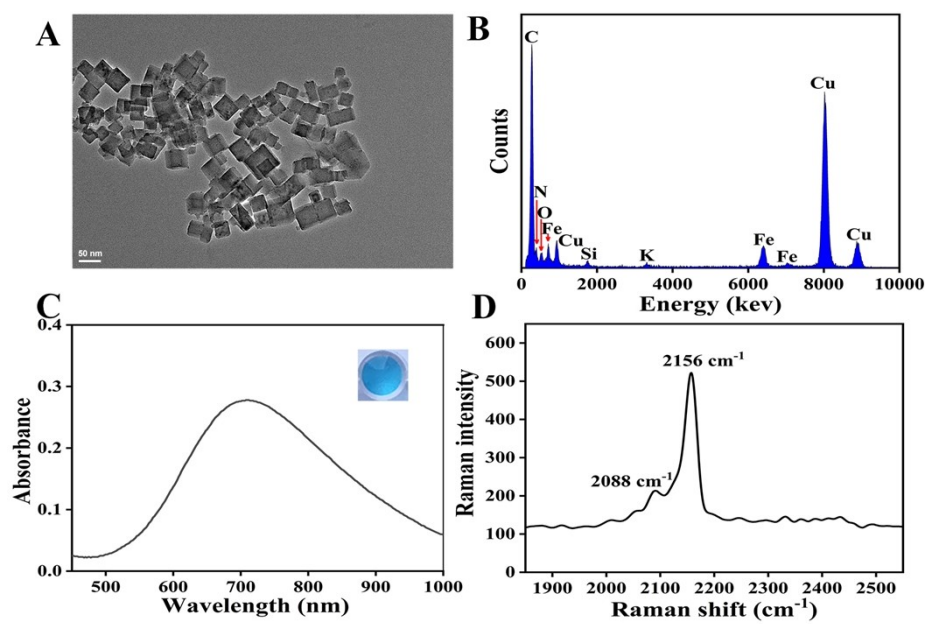 A
50 nm
B
Counts
C
N
O
Fe
Cu
Si
K
Fe
Fe
Cu
Cu
0 2000 4000 6000 8000 10000
Energy (kev)
C
Absorbance
0.4
0.3
0.2
0.1
0.0
500 600 700 800 900 1000
Wavelength (nm)
D
Raman intensity
600
500
400
300
200
100
0
2156 cm⁻¹
2088 cm⁻¹
1900 2000 2100 2200 2300 2400 2500
Raman shift (cm⁻¹)